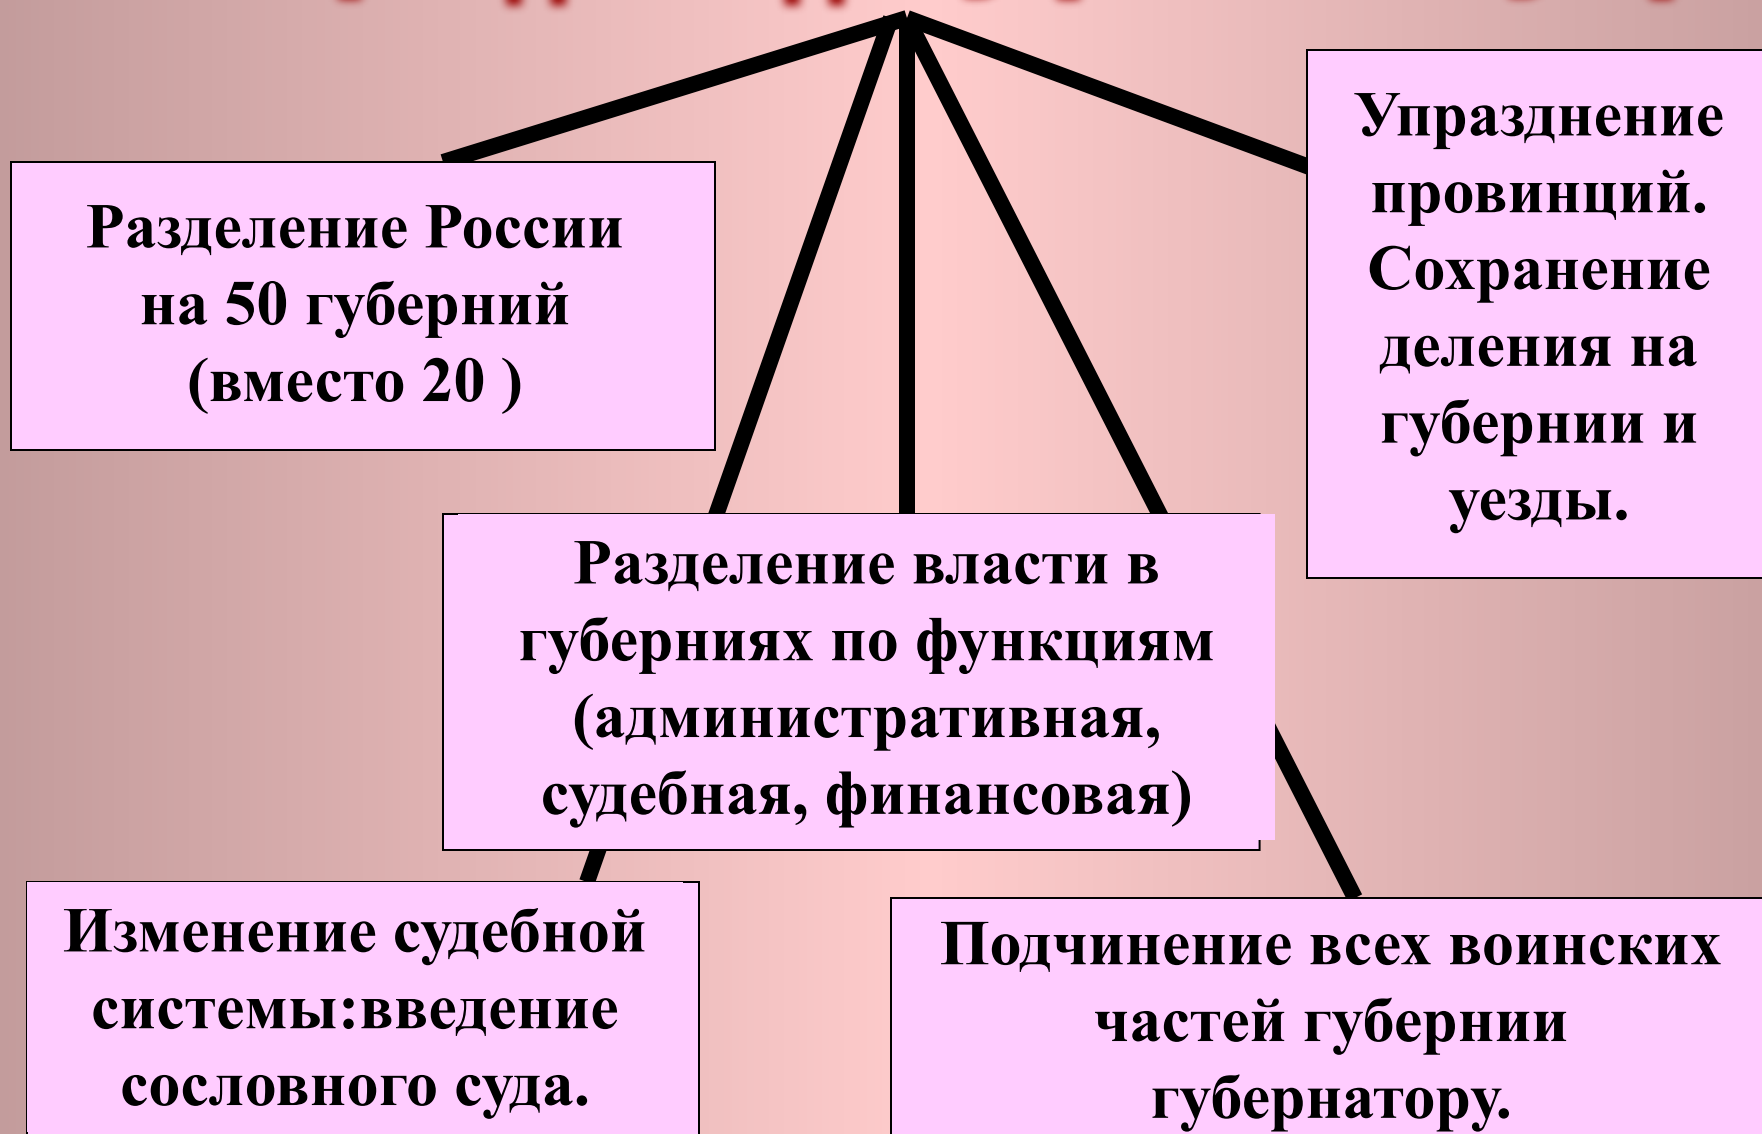 Разделение России
на 50 губерний
(вместо 20 )
Упразднение
провинций.
Сохранение
деления на
губернии и
уезды.
Разделение власти в
губерниях по функциям
(административная,
судебная, финансовая)
Изменение судебной
системы:введение
сословного суда.
Подчинение всех воинских
частей губернии
губернатору.